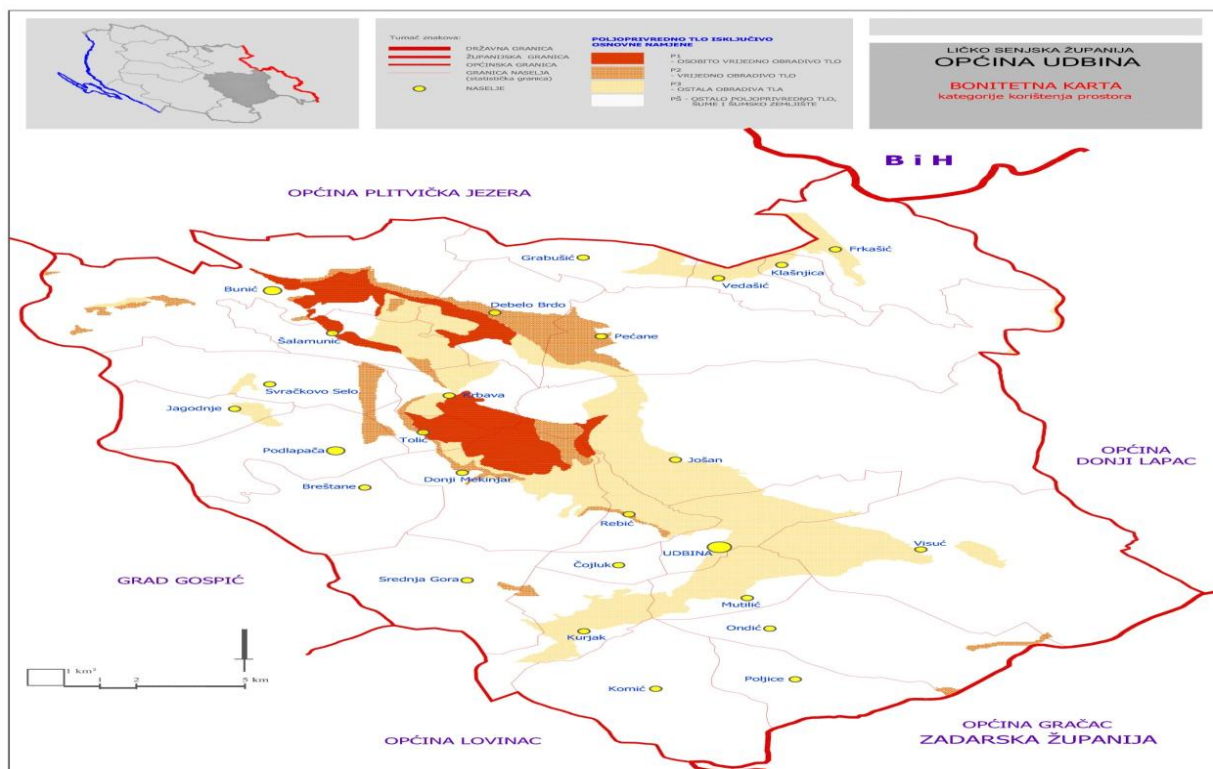 Tumač znakova:
DRŽAVNA GRANICA
ŽUPANIJSKA GRANICA
OPĆINSKA GRANICA
GRANICA NASELJA
(statistička granica)
NASELJE
POLJOPRIVREDNO TLO ISKLJUČIVO
OSNOVNE NAMJENE
P1
- OSOBITO VRIJEDNO OBRADIVO TLO
P2
- VRIJEDNO OBRADIVO TLO
P3
- OSTALA OBRADIVA TLA
PŠ - OSTALO POLJOPRIVREDNO TLO,
ŠUME I ŠUMSKO ZEMLJIŠTE
LIČKO SENJSKA ŽUPANIJA
OPĆINA UDBINA
BONITETNA KARTA
kategorije korištenja prostora
BiH
OPĆINA PLITVIČKA JEZERA
Frkašić
Grabušić
Klašnjica
Vedašić
Bunić
Debelo Brdo
Pećane
Šalamunić
Svračkovo Selo
Krbava
Jagodnje
Tolić
Podlapača
Jošan
OPĆINA
DONJI LAPAC
Donji Mekinjar
Breštane
Rebić
UDBINA
Visuć
Čojluk
GRAD GOSPIĆ
Srednja Gora
Mutilić
Ondić
Kurjak
1 km²
1 2 5 km
Poljice
Komić
OPĆINA LOVINAC
OPĆINA GRAČAC
ZADARSKA ŽUPANIJA